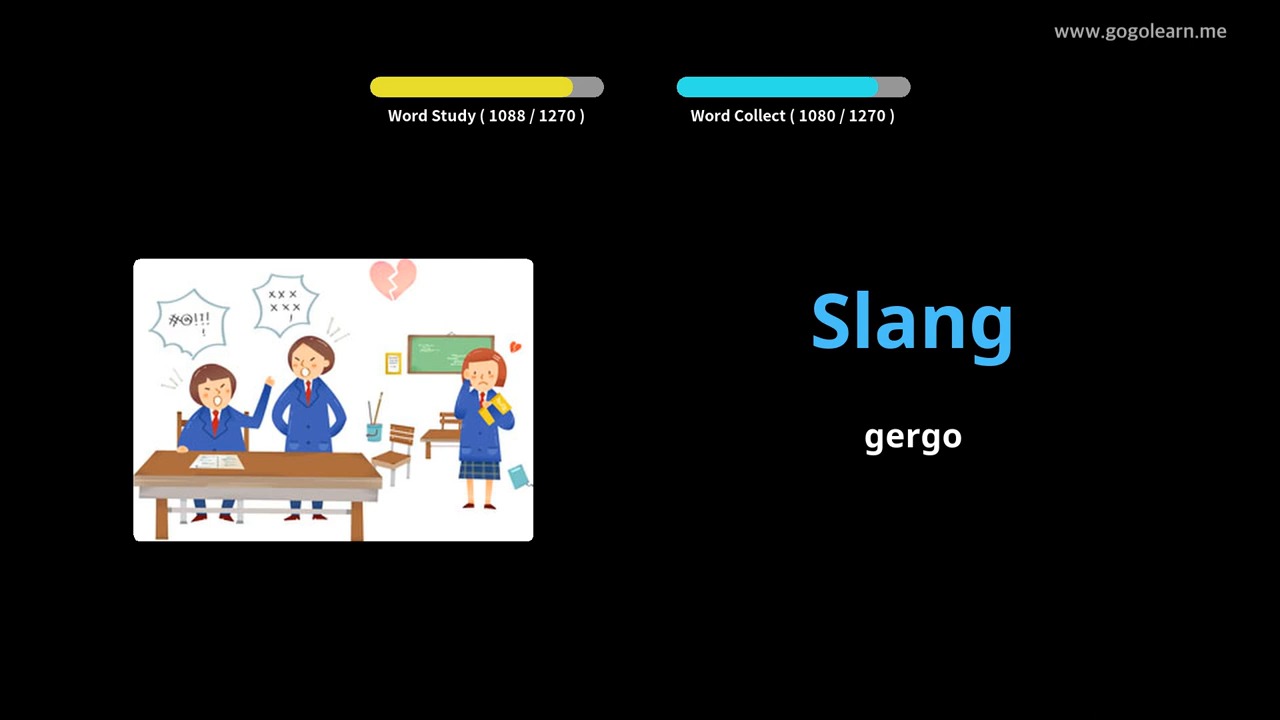 www.gogolearn.me
Word Study ( 1088 / 1270 )
Word Collect ( 1080 / 1270 )
#@!?!
!
x x x
x x x
!
Slang
gergo